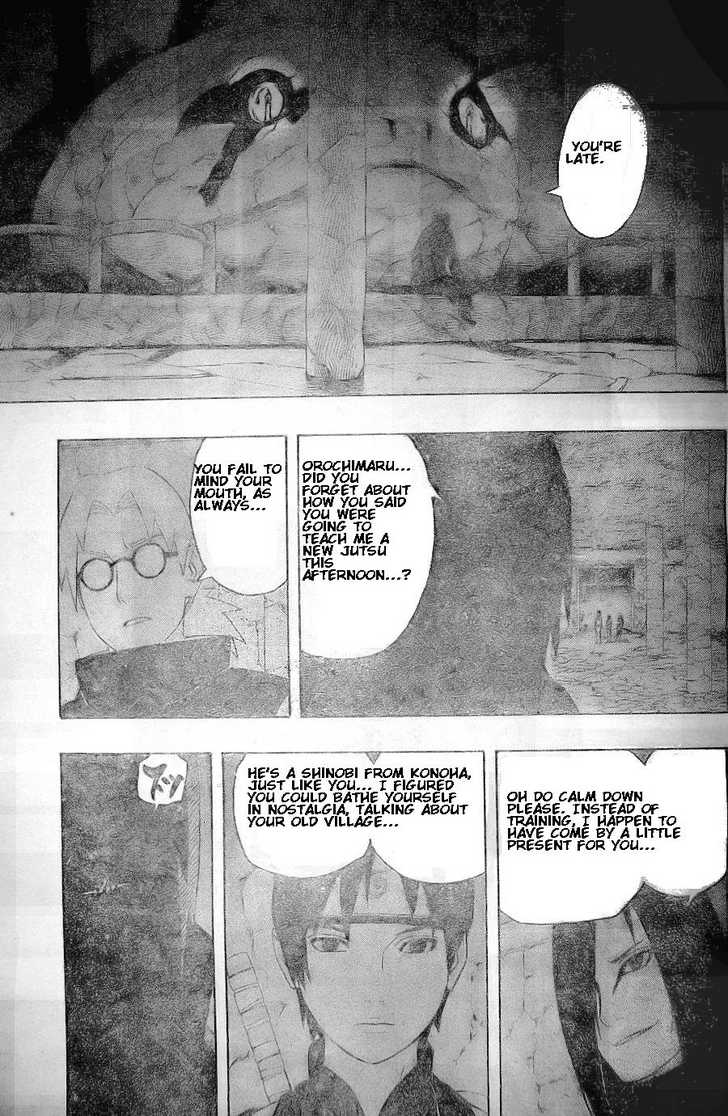 YOU'RE
LATE.
OROCHIMARU...
DID YOU
FORGET ABOUT
HOW YOU SAID
YOU WERE
GOING TO
TEACH ME A
NEW JUTSU
THIS
AFTERNOON...?
YOU FAIL TO
MIND YOUR
MOUTH, AS
ALWAYS...
OH DO CALM DOWN
PLEASE. INSTEAD OF
TRAINING, I HAPPEN TO
HAVE COME BY A LITTLE
PRESENT FOR YOU...
HE'S A SHINOBI FROM KONOHA,
JUST LIKE YOU... I FIGURED
YOU COULD BATHE YOURSELF
IN NOSTALGIA, TALKING ABOUT
YOUR OLD VILLAGE...
スッ